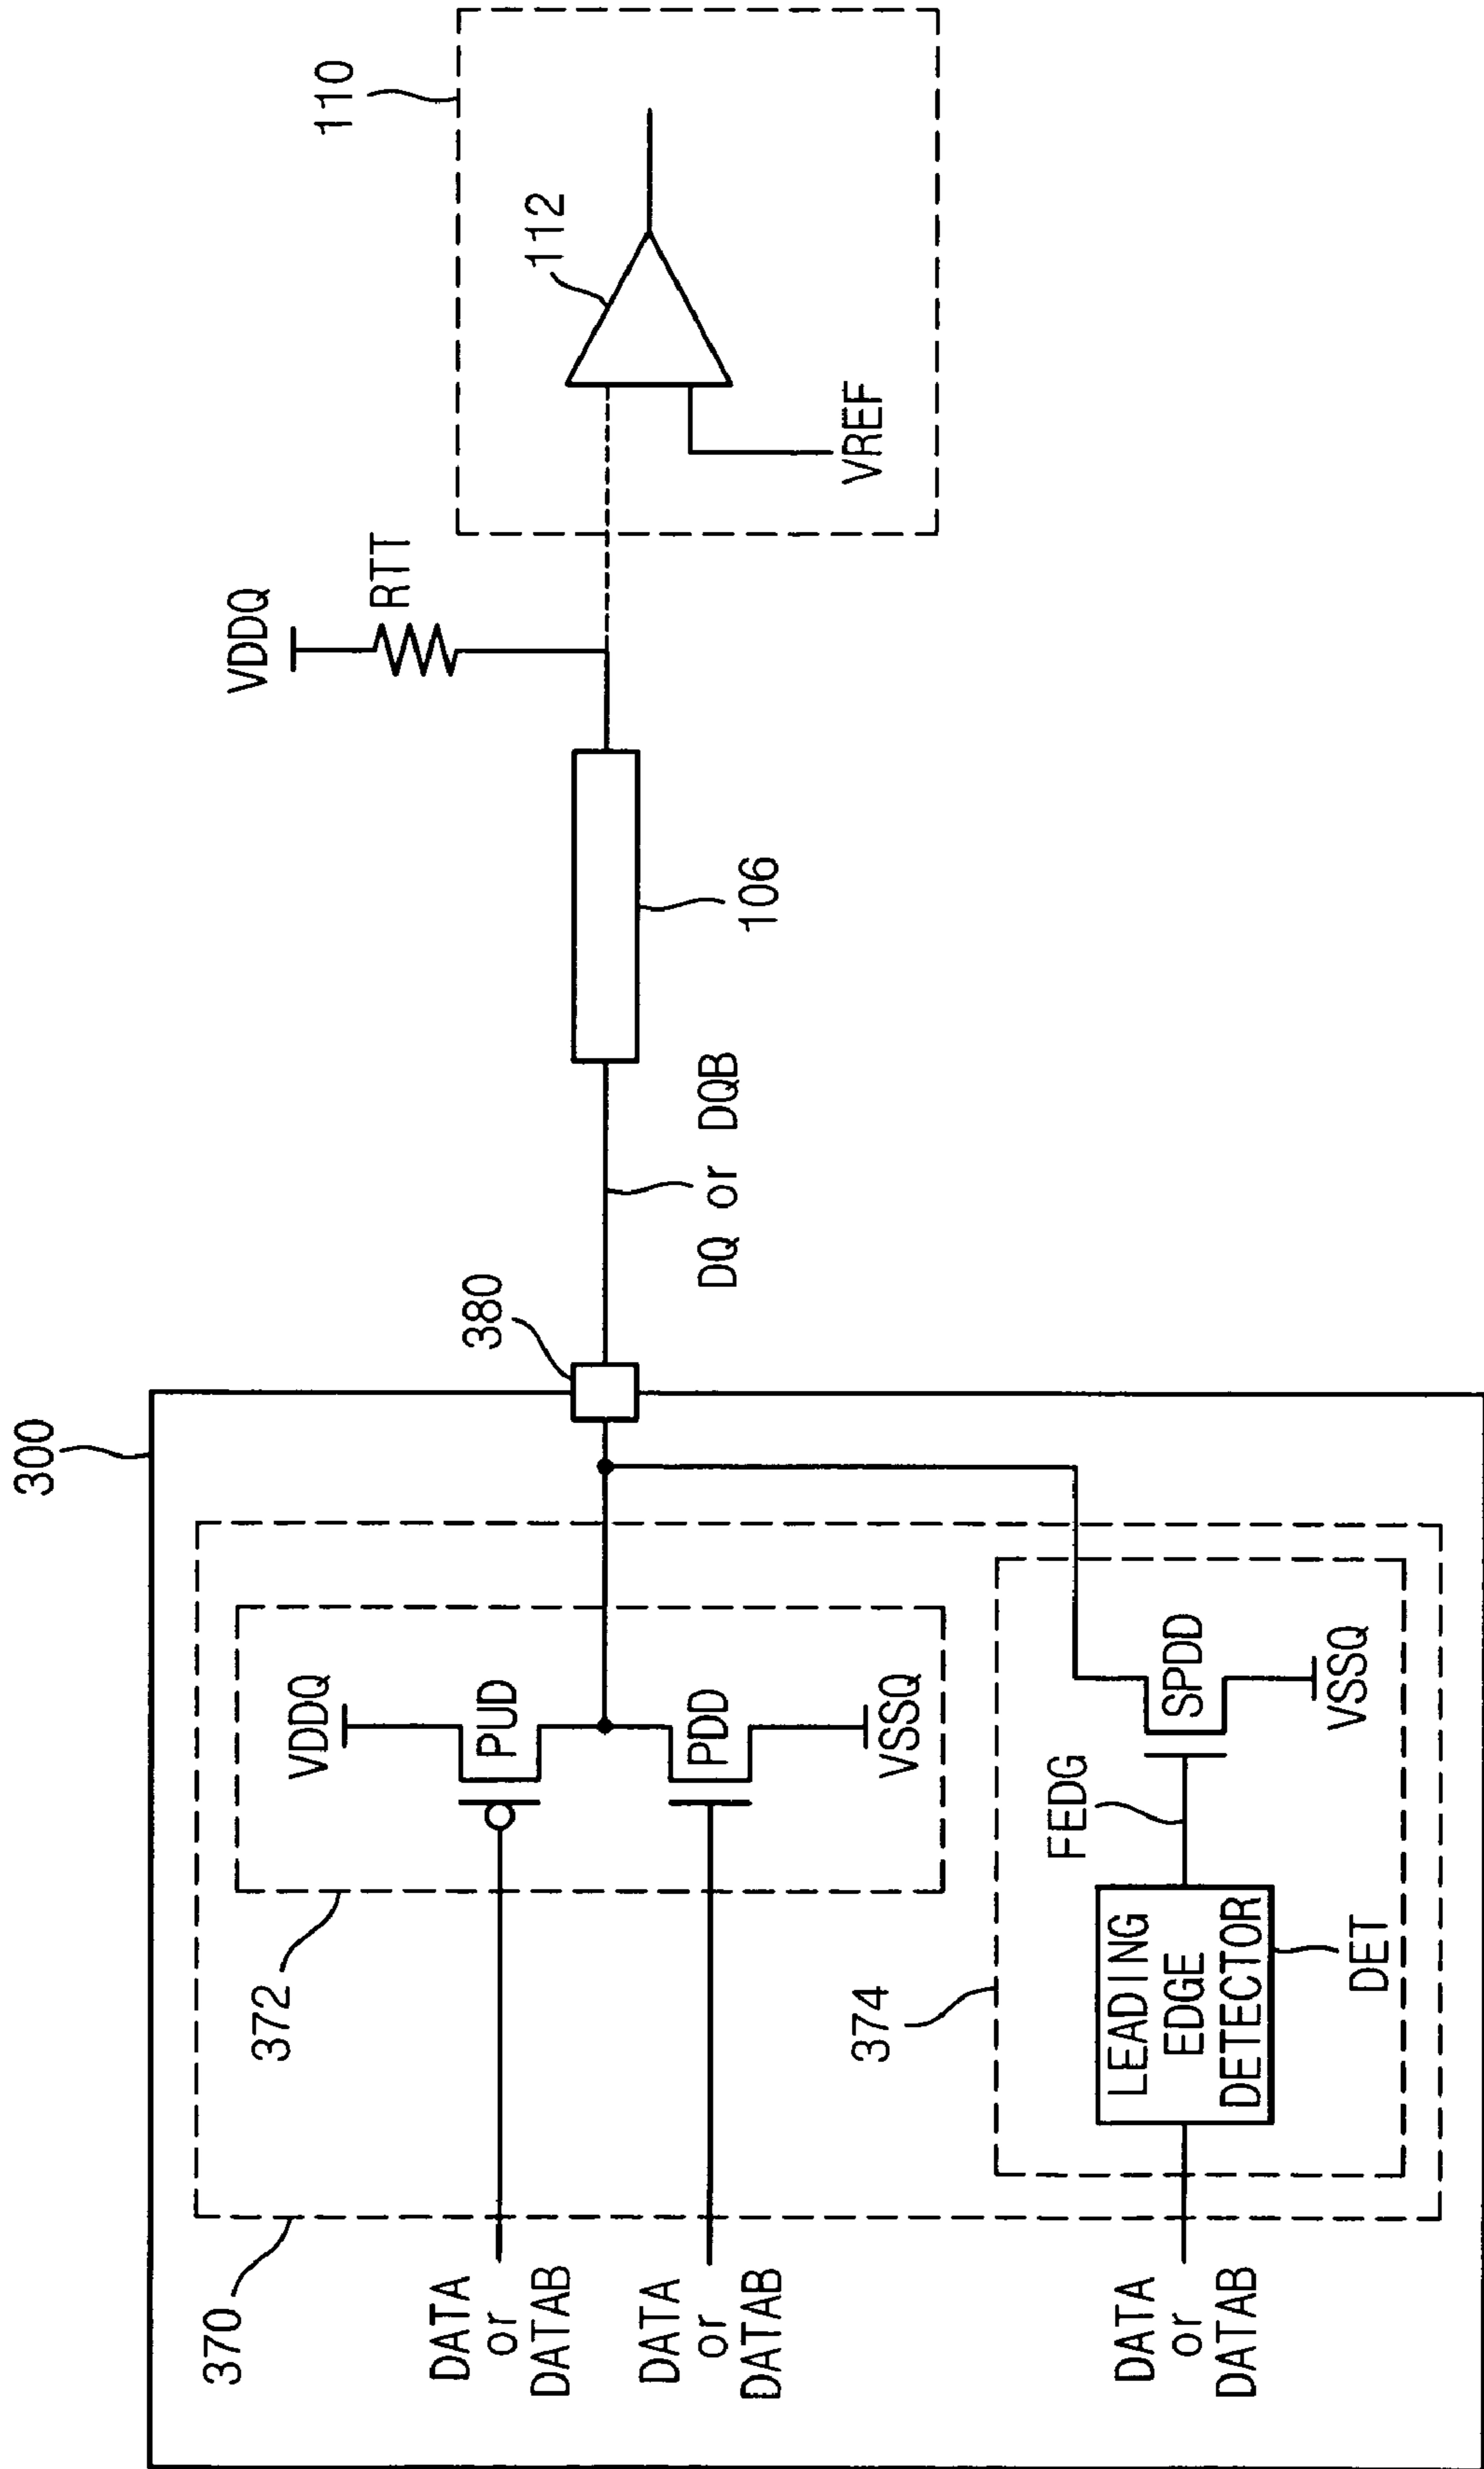 300
370
372
VDDQ
PUD
PDD
VSSQ
DATA
or
DATAB
DATA
or
DATAB
374
LEADING
EDGE
DETECTOR
DET
FEDG
SPDD
VSSQ
DATA
or
DATAB
380
DQ or DQB
106
VDDQ
RTT
110
112
VREF